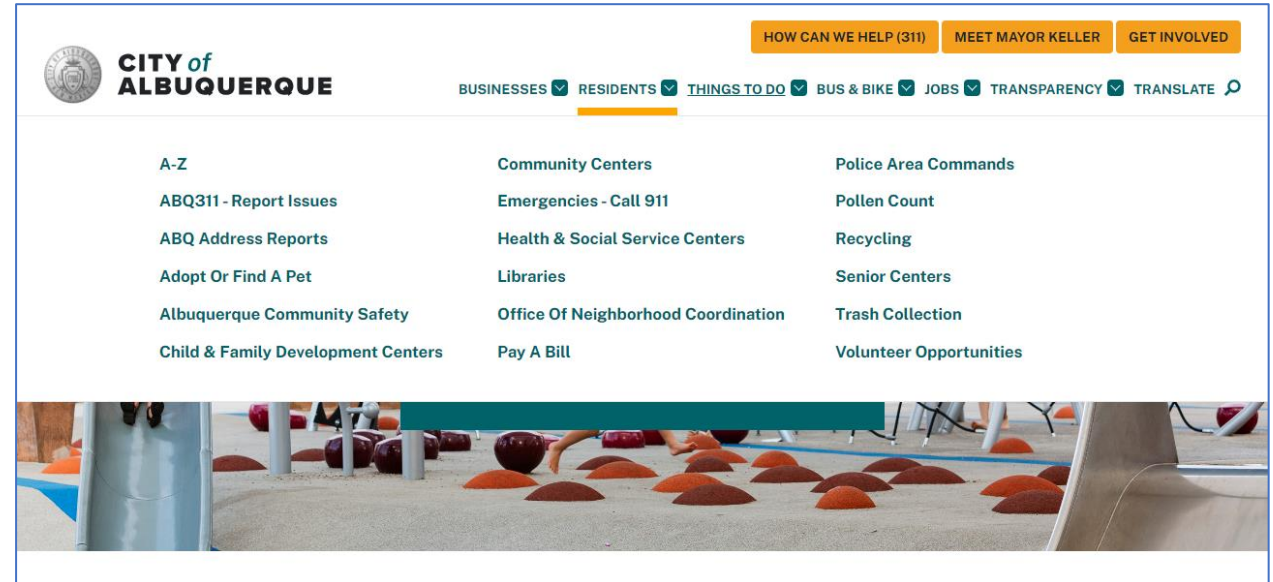 HOW CAN WE HELP (311) MEET MAYOR KELLER GET INVOLVED
CITY of
ALBUQUERQUE
BUSINESSES RESIDENTS THINGS TO DO BUS & BIKE JOBS TRANSPARENCY TRANSLATE
A-Z
ABQ311 - Report Issues
ABQ Address Reports
Adopt Or Find A Pet
Albuquerque Community Safety
Child & Family Development Centers
Community Centers
Emergencies - Call 911
Health & Social Service Centers
Libraries
Office Of Neighborhood Coordination
Pay A Bill
Police Area Commands
Pollen Count
Recycling
Senior Centers
Trash Collection
Volunteer Opportunities